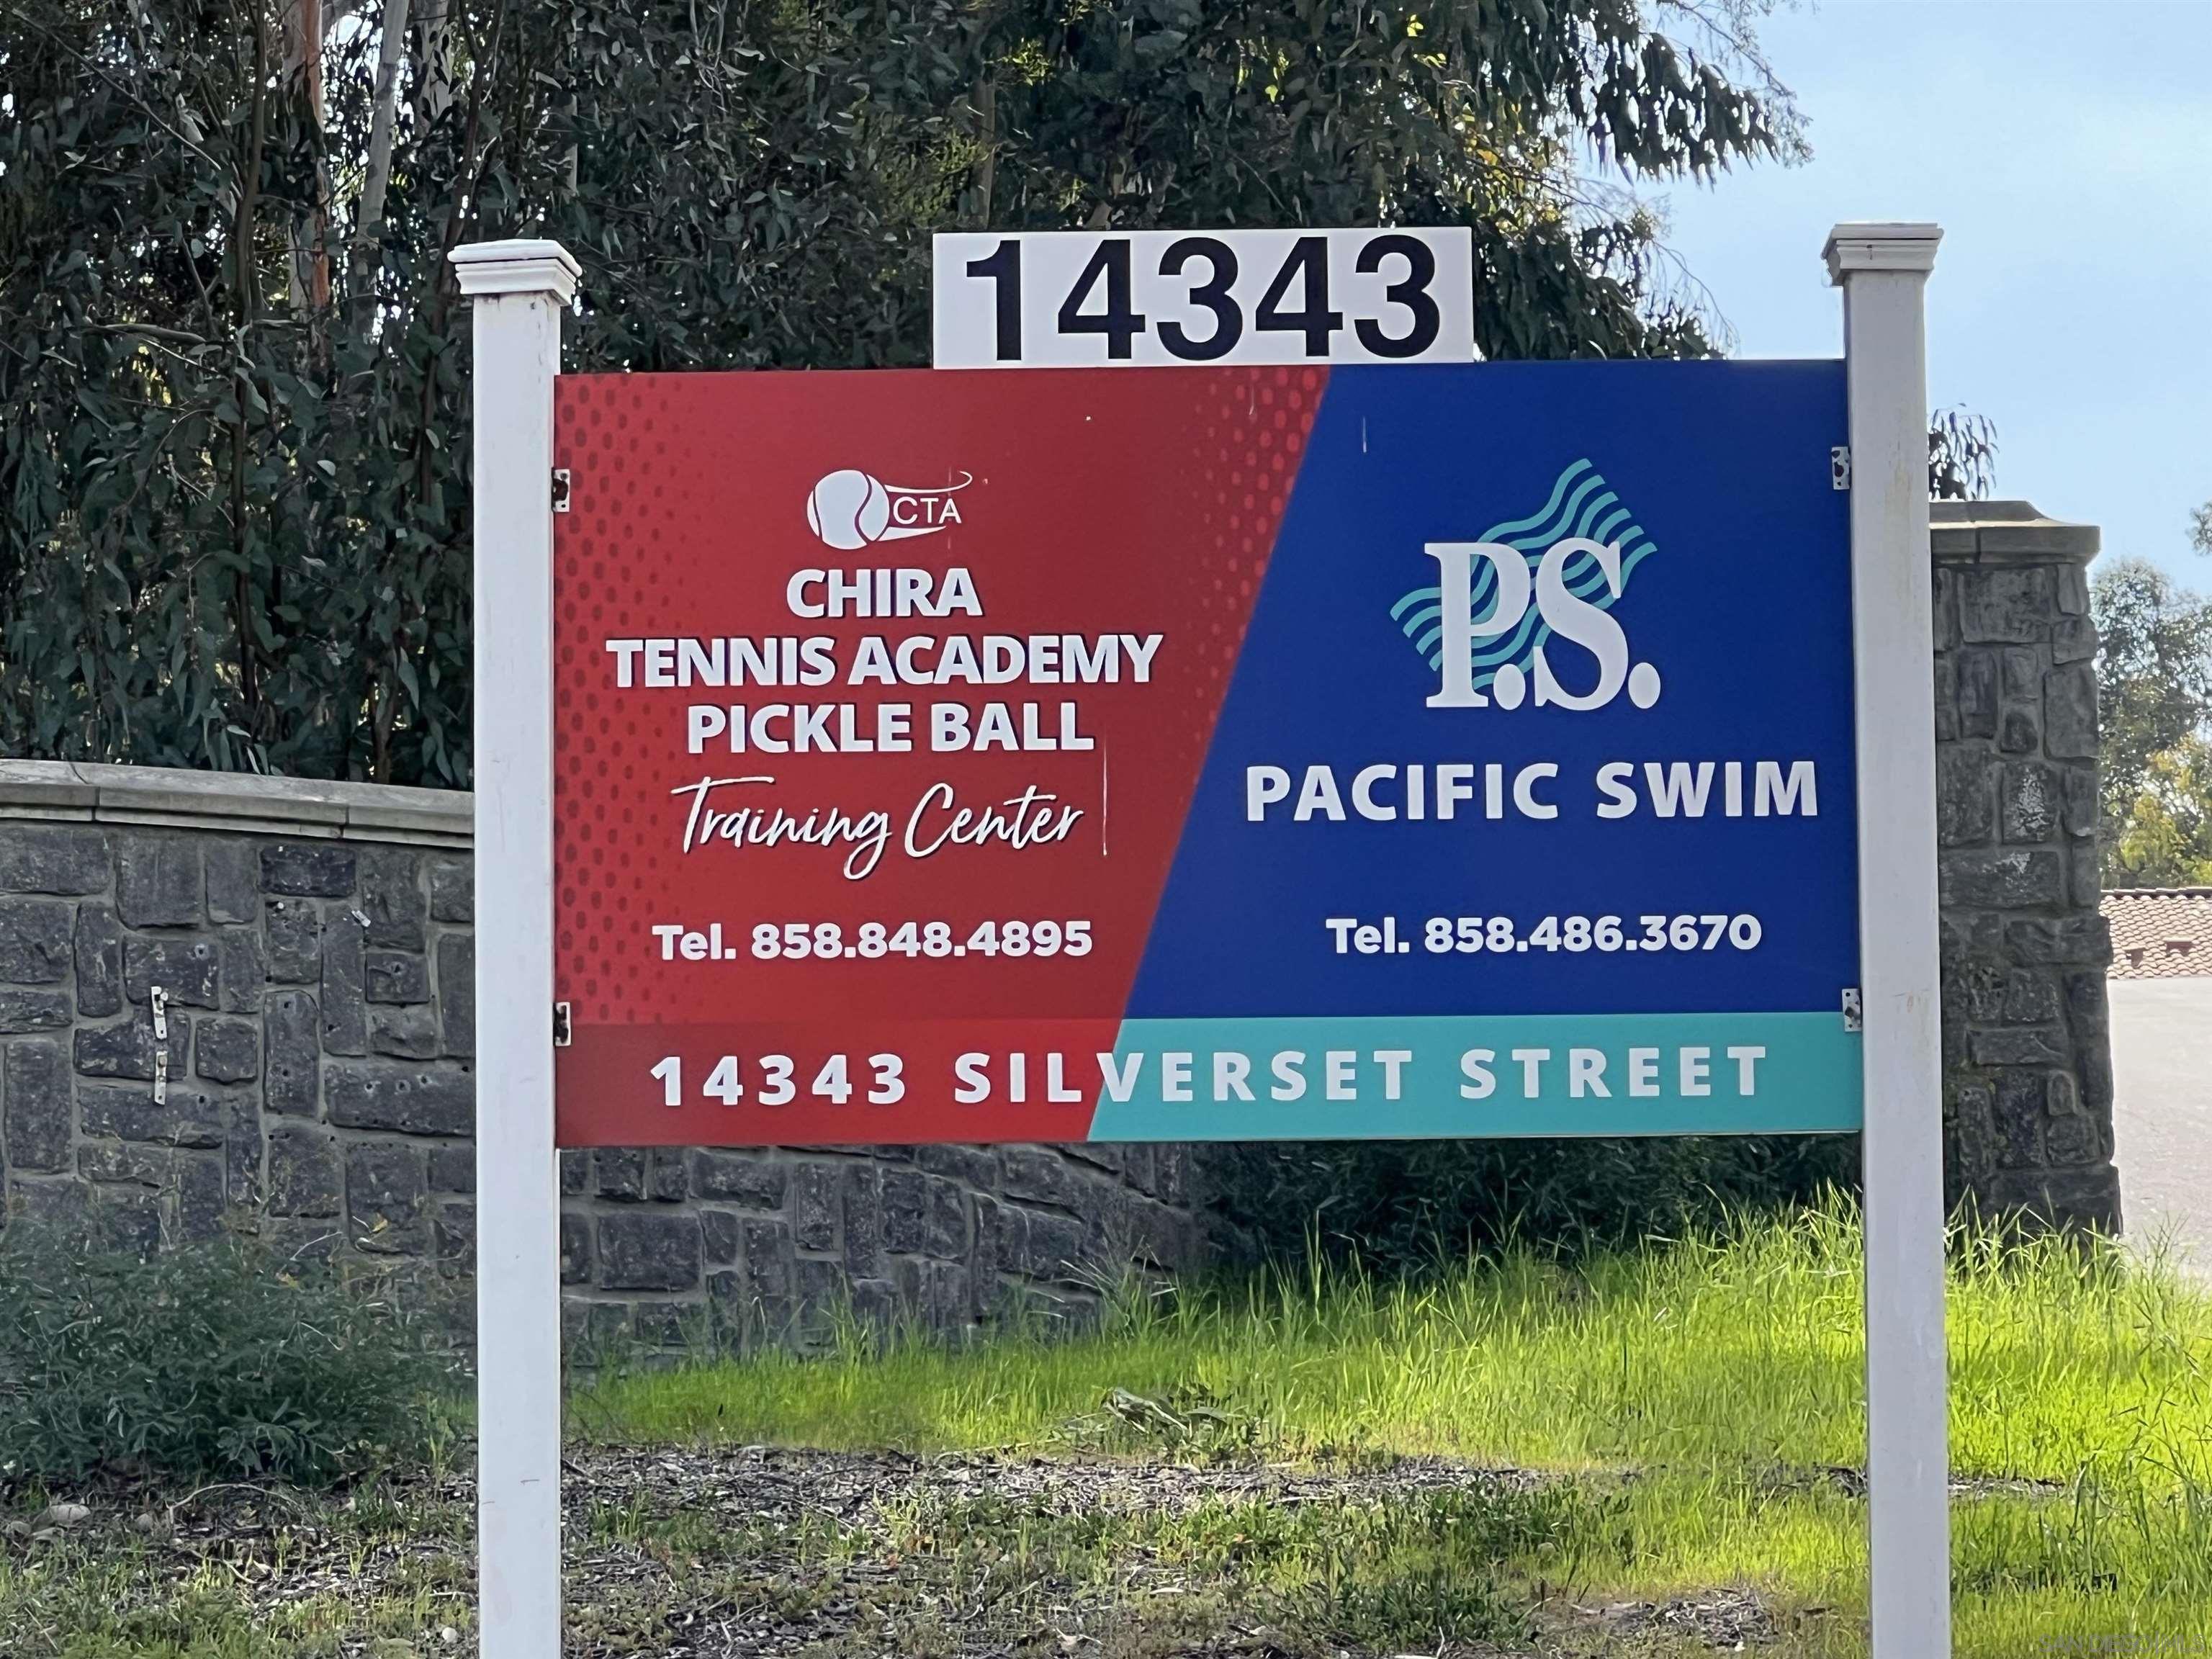 14343
CTA
CHIRA
TENNIS ACADEMY
PICKLE BALL
Training Center
Tel. 858.848.4895
P.S.
PACIFIC SWIM
Tel. 858.486.3670
14343 SILVERSET STREET